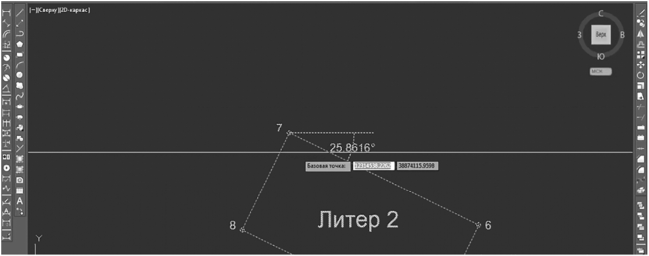 [—][Сверху][2D-каркас]
С
З Верх В
Ю
МСК
7
25.8616°
Базовая точка: 38874115.9598
8 Литер 2 6
Y